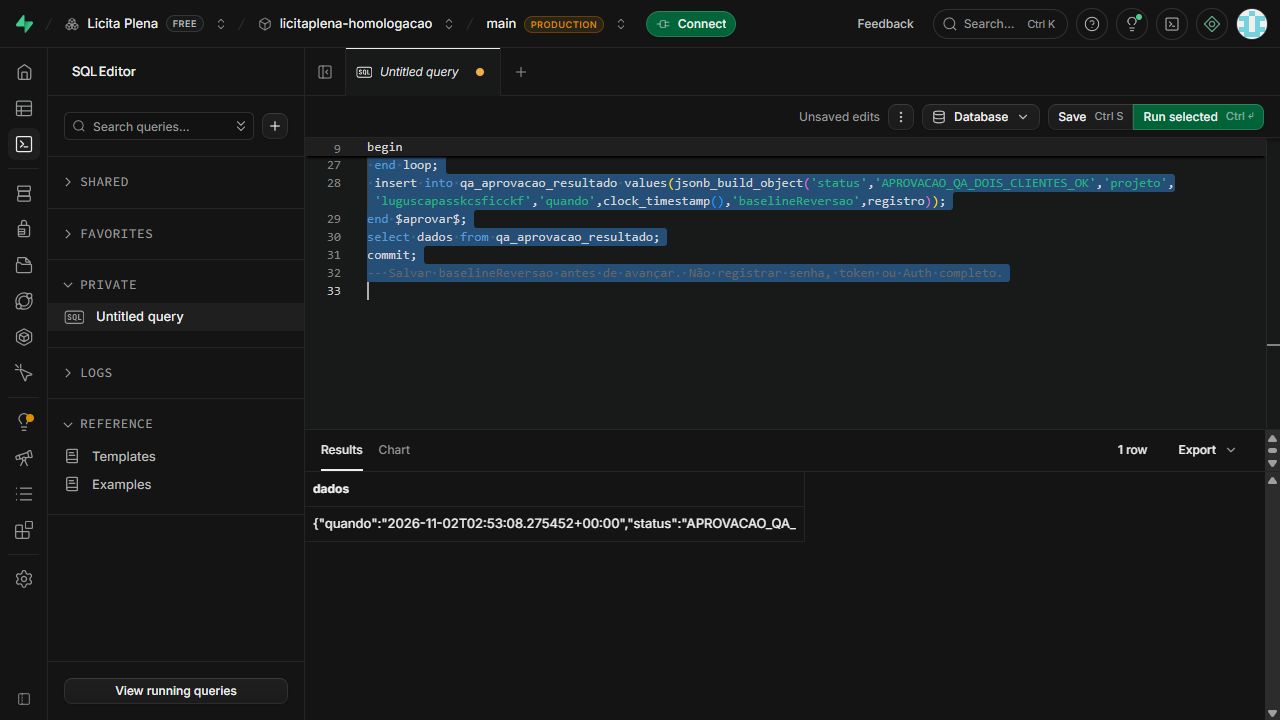 Licita Plena FREE licitaplena-homologacao main PRODUCTION Connect Feedback Search... Ctrl K
SQL Editor
Untitled query
Search queries...
Unsaved edits Database Save Ctrl S Run selected Ctrl ↵
SHARED
FAVORITES
PRIVATE
SQL Untitled query
LOGS
REFERENCE
Templates
Examples
View running queries
9 begin
27 end loop;
28 insert into qa_aprovacao_resultado values(jsonb_build_object('status','APROVACAO_QA_DOIS_CLIENTES_OK','projeto',
'luguscapasskcsficckf','quando',clock_timestamp(),'baselineReversao',registro));
29 end $aprovar$;
30 select dados from qa_aprovacao_resultado;
31 commit;
32 -- Salvar baselineReversao antes de avançar. Não registrar senha, token ou Auth completo.
33
Results Chart 1 row Export
dados
{"quando":"2026-11-02T02:53:08.275452+00:00","status":"APROVACAO_QA_